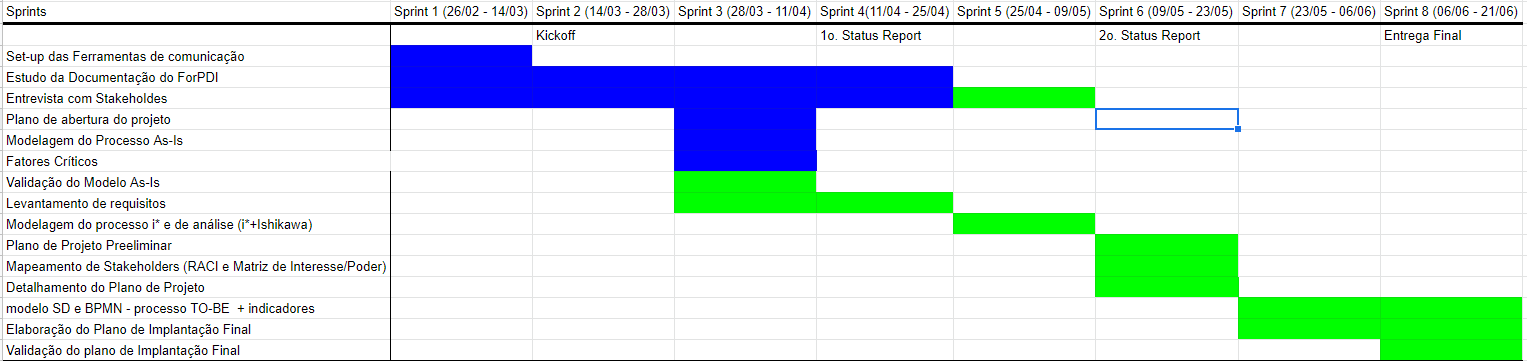 Sprints Sprint 1 (26/02 - 14/03) Sprint 2 (14/03 - 28/03) Sprint 3 (28/03 - 11/04) Sprint 4(11/04 - 25/04) Sprint 5 (25/04 - 09/05) Sprint 6 (09/05 - 23/05) Sprint 7 (23/05 - 06/06) Sprint 8 (06/06 - 21/06)
Kickoff 1o. Status Report 2o. Status Report Entrega Final
Set-up das Ferramentas de comunicação
Estudo da Documentação do ForPDI
Entrevista com Stakeholdes
Plano de abertura do projeto
Modelagem do Processo As-Is
Fatores Críticos
Validação do Modelo As-Is
Levantamento de requisitos
Modelagem do processo i* e de análise (i*+Ishikawa)
Plano de Projeto Preeliminar
Mapeamento de Stakeholders (RACI e Matriz de Interesse/Poder)
Detalhamento do Plano de Projeto
modelo SD e BPMN - processo TO-BE + indicadores
Elaboração do Plano de Implantação Final
Validação do plano de Implantação Final